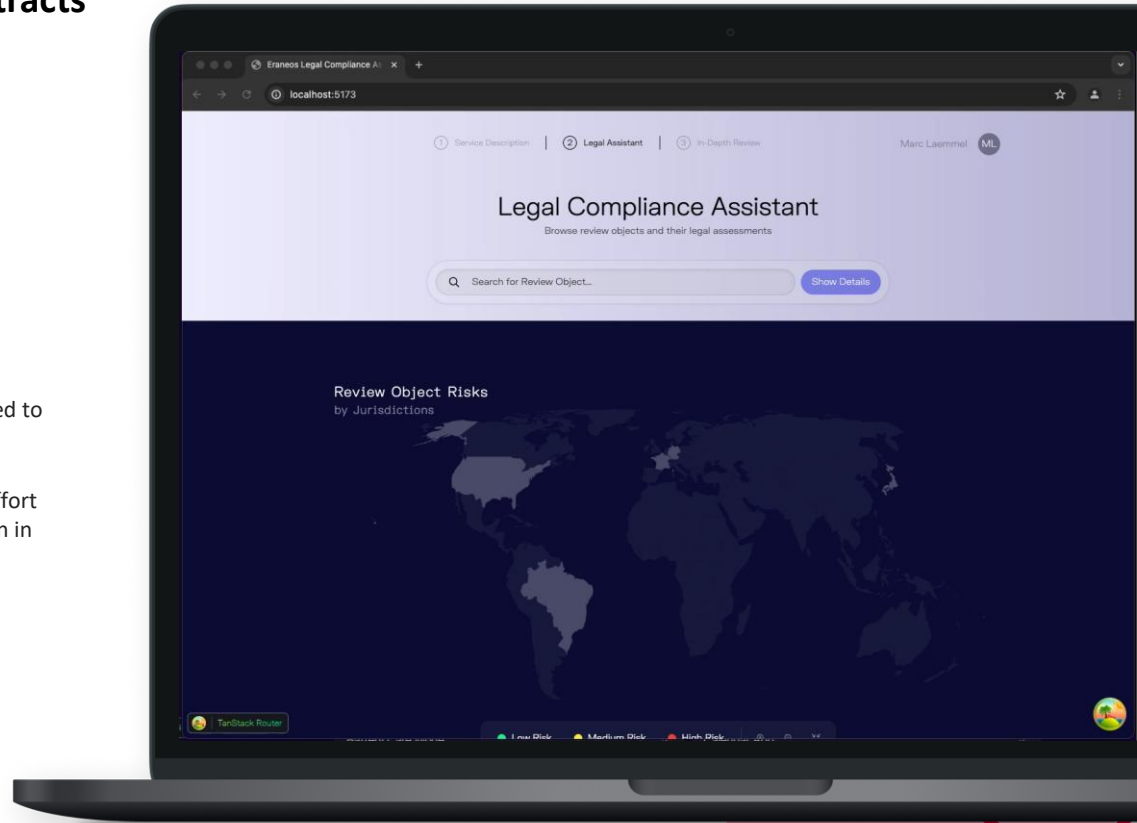 tracts
ed to
ffort
n in
Eraneos Legal Compliance As
localhost:5173
1 Service Description
2 Legal Assistant
3 In-Depth Review
Marc Laemmel
ML
Legal Compliance Assistant
Browse review objects and their legal assessments
Search for Review Object...
Show Details
Review Object Risks
by Jurisdictions
TanStack Router
Low Risk
Medium Risk
High Risk